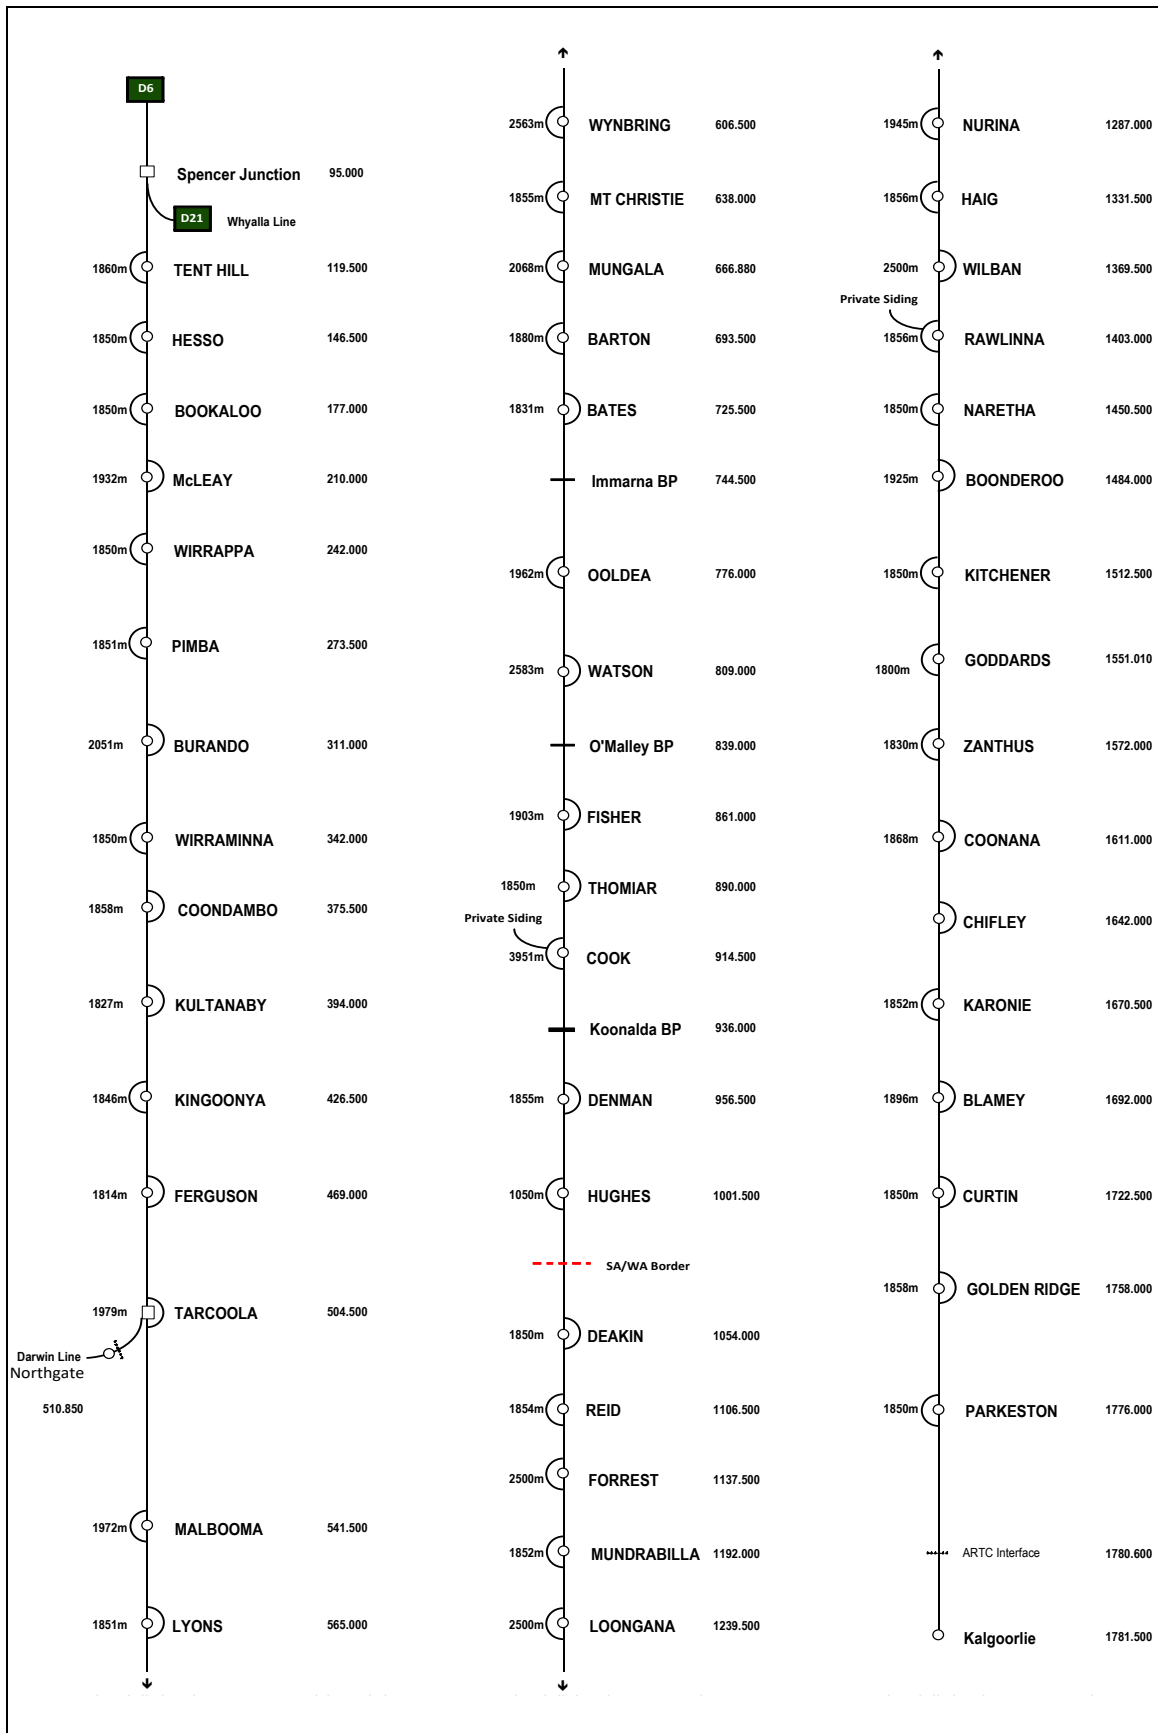 D6
Spencer Junction 95.000
D21 Whyalla Line
1860m TENT HILL 119.500
1850m HESSO 146.500
1850m BOOKALOO 177.000
1932m McLEAY 210.000
1850m WIRRAPPA 242.000
1851m PIMBA 273.500
2051m BURANDO 311.000
1850m WIRRAMINNA 342.000
1858m COONDAMBO 375.500
1827m KULTANABY 394.000
1846m KINGOONYA 426.500
1814m FERGUSON 469.000
1979m TARCOOLA 504.500
Darwin Line
Northgate
510.850
1972m MALBOOMA 541.500
1851m LYONS 565.000
2563m WYNBRING 606.500
1855m MT CHRISTIE 638.000
2068m MUNGALA 666.880
1880m BARTON 693.500
1831m BATES 725.500
Immarna BP 744.500
1962m OOLDEA 776.000
2583m WATSON 809.000
O'Malley BP 839.000
1903m FISHER 861.000
1850m THOMIAR 890.000
Private Siding
3951m COOK 914.500
Koonalda BP 936.000
1855m DENMAN 956.500
1050m HUGHES 1001.500
SA/WA Border
1850m DEAKIN 1054.000
1854m REID 1106.500
2500m FORREST 1137.500
1852m MUNDRABILLA 1192.000
2500m LOONGANA 1239.500
1945m NURINA 1287.000
1856m HAIG 1331.500
2500m WILBAN 1369.500
Private Siding
1856m RAWLINNA 1403.000
1850m NARETHA 1450.500
1925m BOONDEROO 1484.000
1850m KITCHENER 1512.500
1800m GODDARDS 1551.010
1830m ZANTHUS 1572.000
1868m COONANA 1611.000
CHIFLEY 1642.000
1852m KARONIE 1670.500
1896m BLAMEY 1692.000
1850m CURTIN 1722.500
1858m GOLDEN RIDGE 1758.000
1850m PARKESTON 1776.000
ARTC Interface 1780.600
Kalgoorlie 1781.500